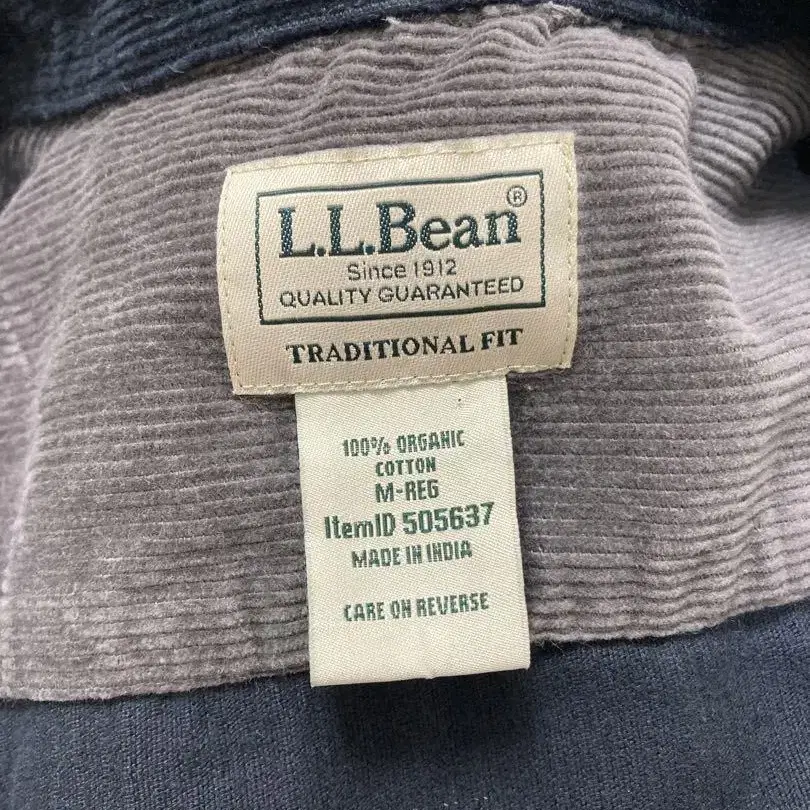 L.L.Bean®
Since 1912
QUALITY GUARANTEED
TRADITIONAL FIT
100% ORGANIC
COTTON
M-REG
ItemID 505637
MADE IN INDIA
CARE ON REVERSE